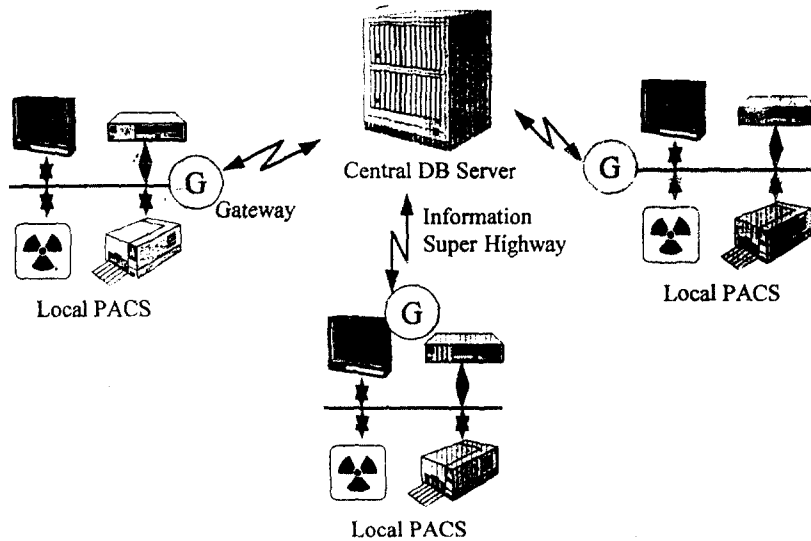 Central DB Server
G
Gateway
G
Information
Super Highway
Local PACS
Local PACS
G
Local PACS